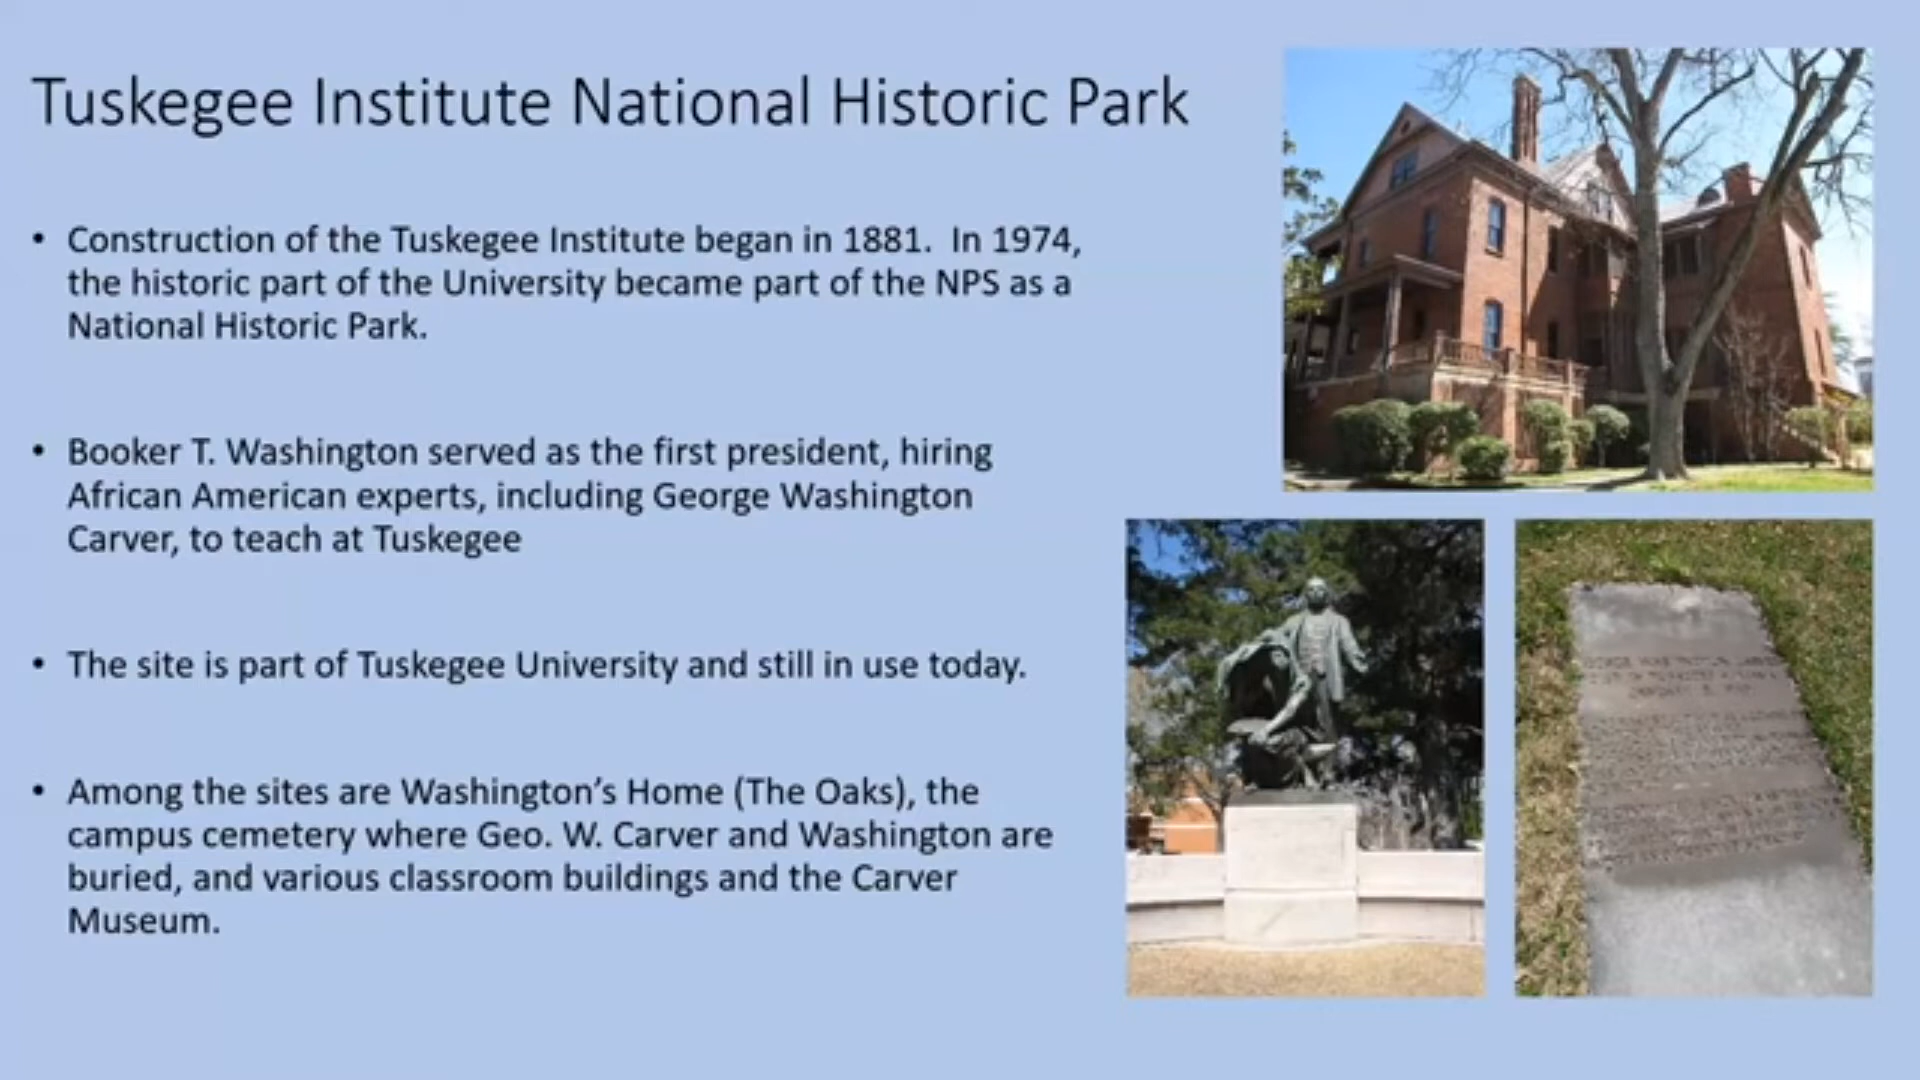 Tuskegee Institute National Historic Park
• Construction of the Tuskegee Institute began in 1881.  In 1974,
the historic part of the University became part of the NPS as a
National Historic Park.
• Booker T. Washington served as the first president, hiring
African American experts, including George Washington
Carver, to teach at Tuskegee
• The site is part of Tuskegee University and still in use today.
• Among the sites are Washington’s Home (The Oaks), the
campus cemetery where Geo. W. Carver and Washington are
buried, and various classroom buildings and the Carver
Museum.